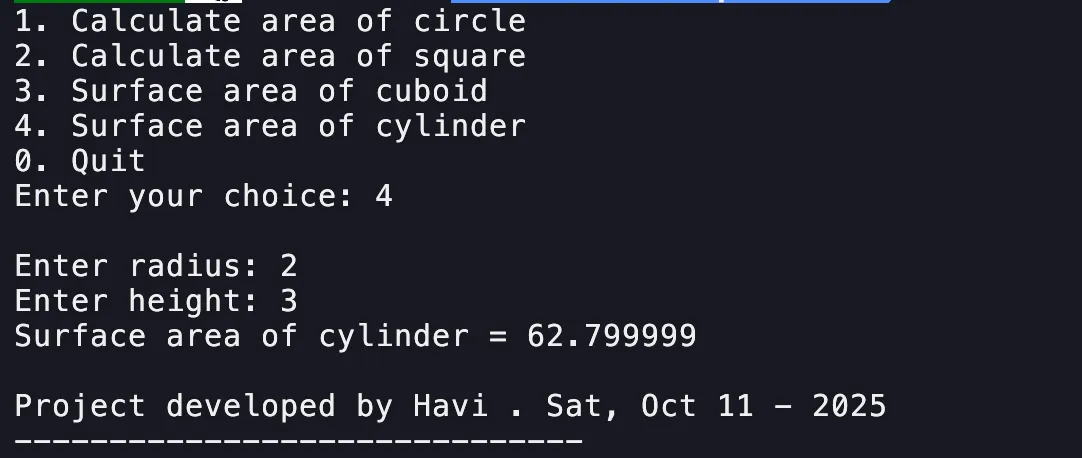 1. Calculate area of circle
2. Calculate area of square
3. Surface area of cuboid
4. Surface area of cylinder
0. Quit
Enter your choice: 4
Enter radius: 2
Enter height: 3
Surface area of cylinder = 62.799999
Project developed by Havi . Sat, Oct 11 - 2025
-------------------------------